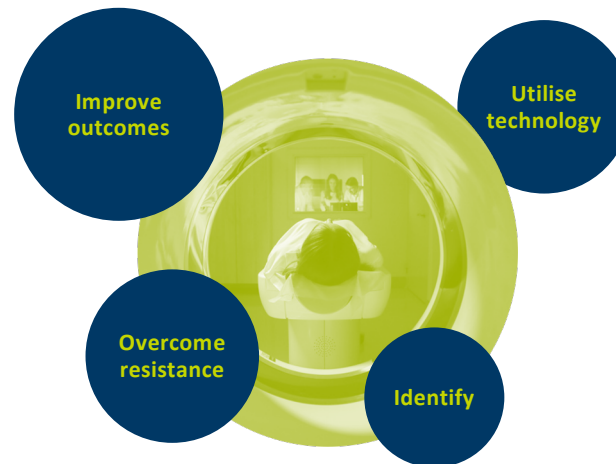 Improve
outcomes
Utilise
technology
Overcome
resistance
Identify